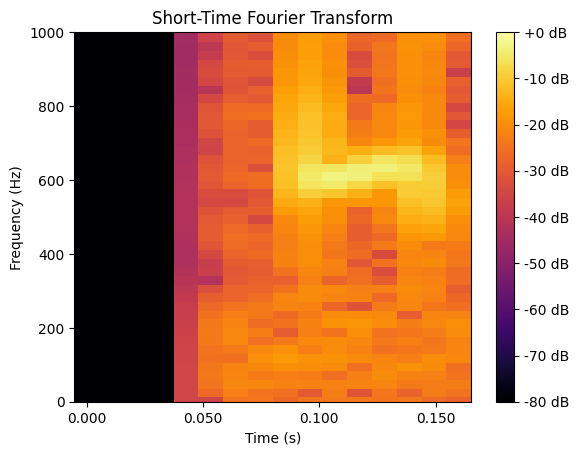 Short-Time Fourier Transform
1000
800
600
400
200
0
Frequency (Hz)
0.000
0.050
0.100
0.150
Time (s)
+0 dB
-10 dB
-20 dB
-30 dB
-40 dB
-50 dB
-60 dB
-70 dB
-80 dB